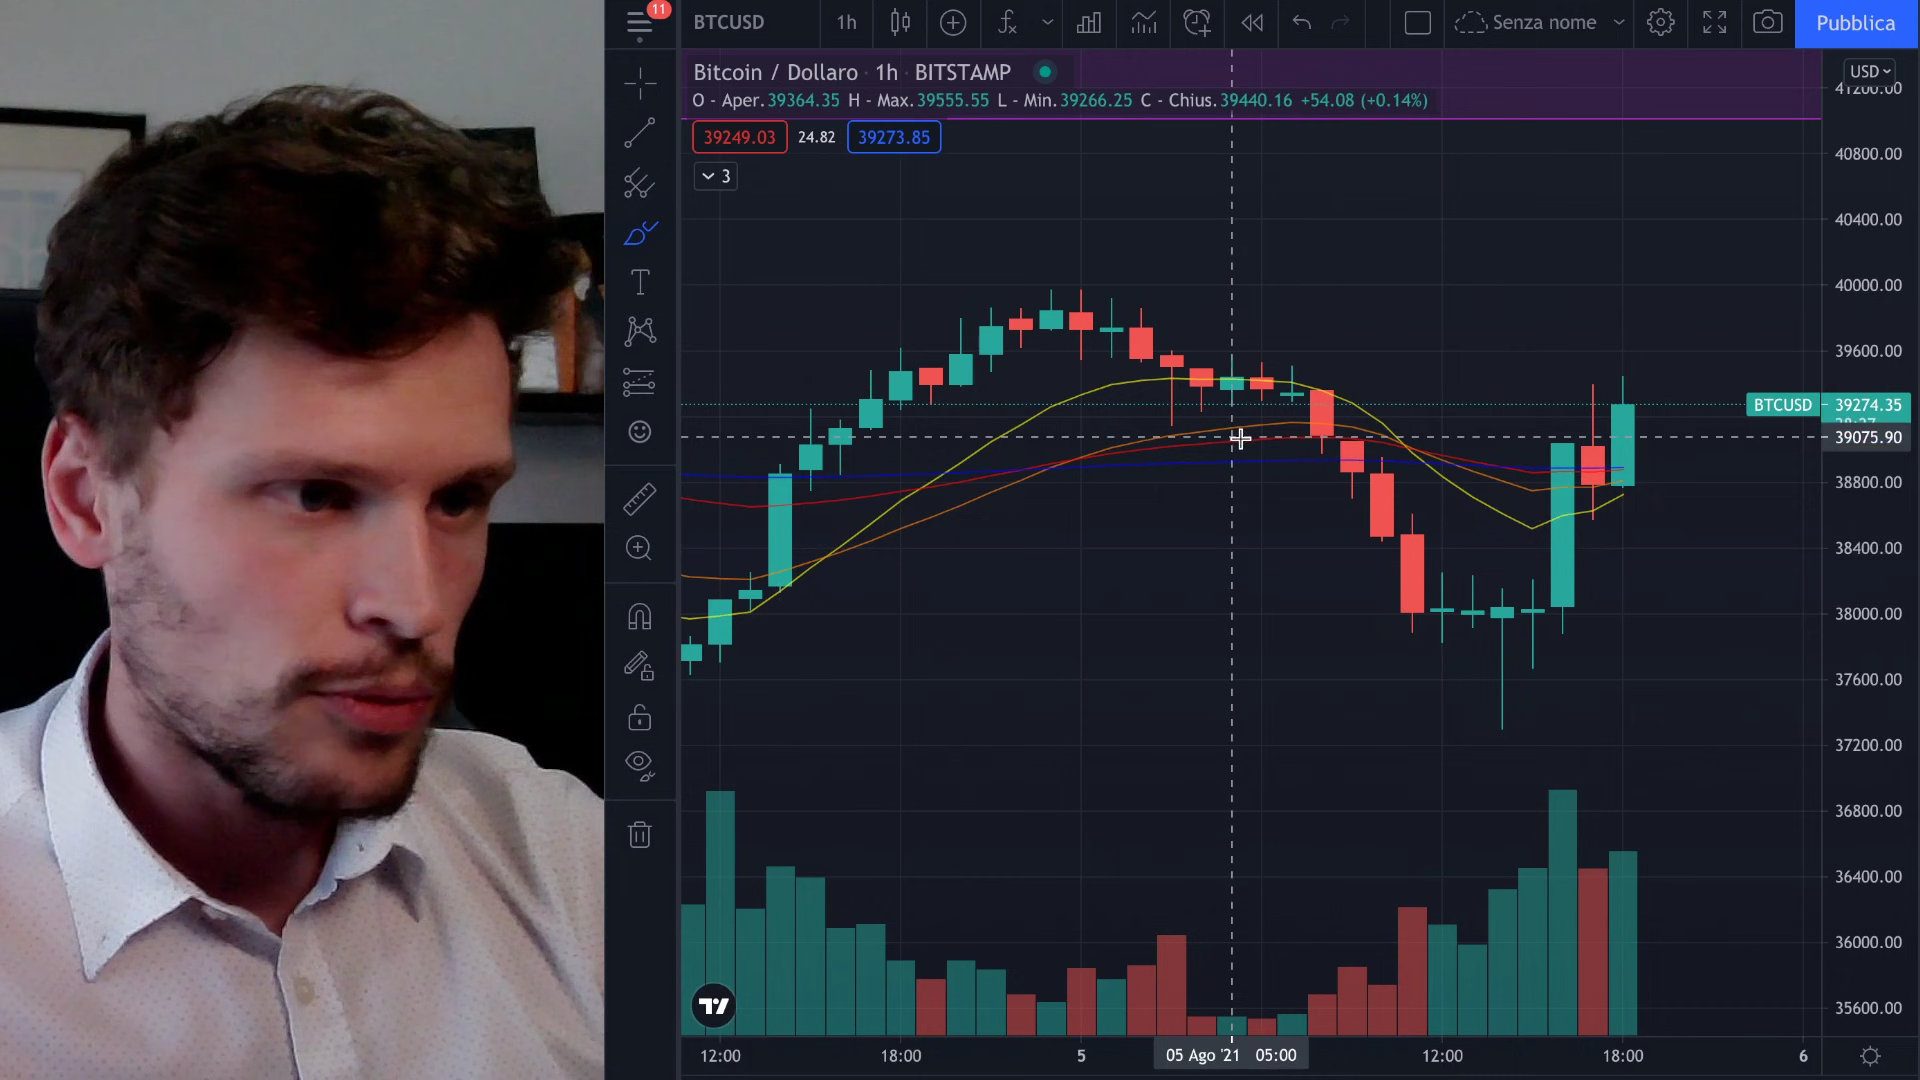 11
BTCUSD 1h Senza nome Pubblica
Bitcoin / Dollaro · 1h · BITSTAMP
USD
41200.00
O - Aper.39364.35 H - Max.39555.55 L - Min.39266.25 C - Chius.39440.16 +54.08 (+0.14%)
39249.03 24.82 39273.85
40800.00
3
40400.00
40000.00
39600.00
BTCUSD 39274.35
39075.90
38800.00
38400.00
38000.00
37600.00
37200.00
36800.00
36400.00
36000.00
35600.00
12:00 18:00 5 05 Ago '21 05:00 12:00 18:00 6